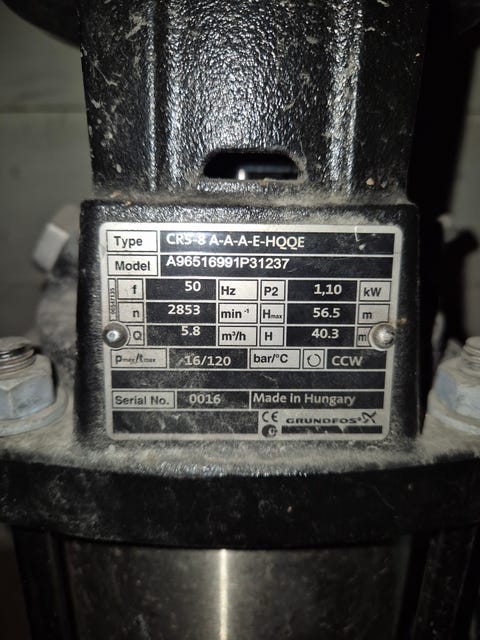 Type CR5-8 A-A-A-E-HQQE
Model A96516991P31237
f 50 Hz P2 1,10 kW
n 2853 min⁻¹ Hmax 56.5 m
Q 5.8 m³/h H 40.3 m
pmax/tmax 16/120 bar/°C CCW
Serial No. 0016 Made in Hungary
CE GRUNDFOS